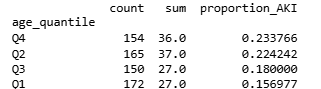 count sum proportion_AKI
age_quantile
Q4 154 36.0 0.233766
Q2 165 37.0 0.224242
Q3 150 27.0 0.180000
Q1 172 27.0 0.156977